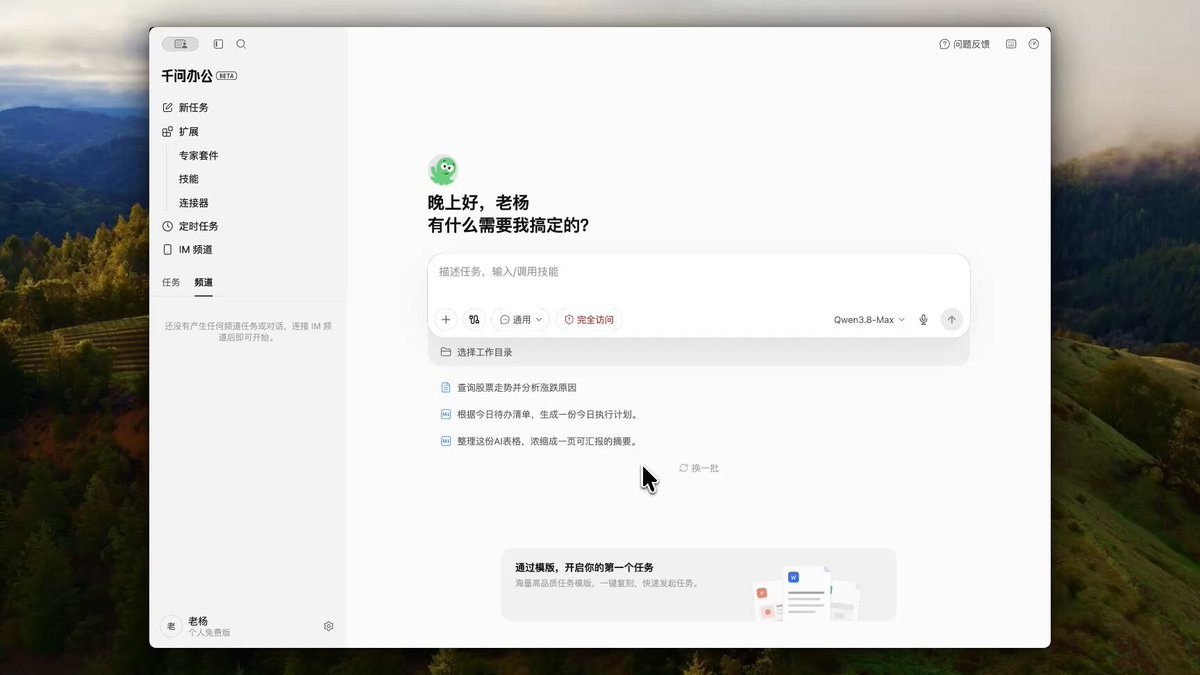 问题反馈
千问办公 BETA
新任务
扩展
专家套件
技能
连接器
定时任务
IM 频道
任务 频道
还没有产生任何频道任务或对话，连接 IM 频
道后即可开始。
老 老杨
个人免费版
晚上好，老杨
有什么需要我搞定的?
描述任务，输入/调用技能
通用 完全访问 Qwen3.8-Max
选择工作目录
查询股票走势并分析涨跌原因
根据今日待办清单，生成一份今日执行计划。
整理这份AI表格，浓缩成一页可汇报的摘要。
换一批
通过模版，开启你的第一个任务
海量高品质任务模版，一键复刻，快速发起任务。
W
P